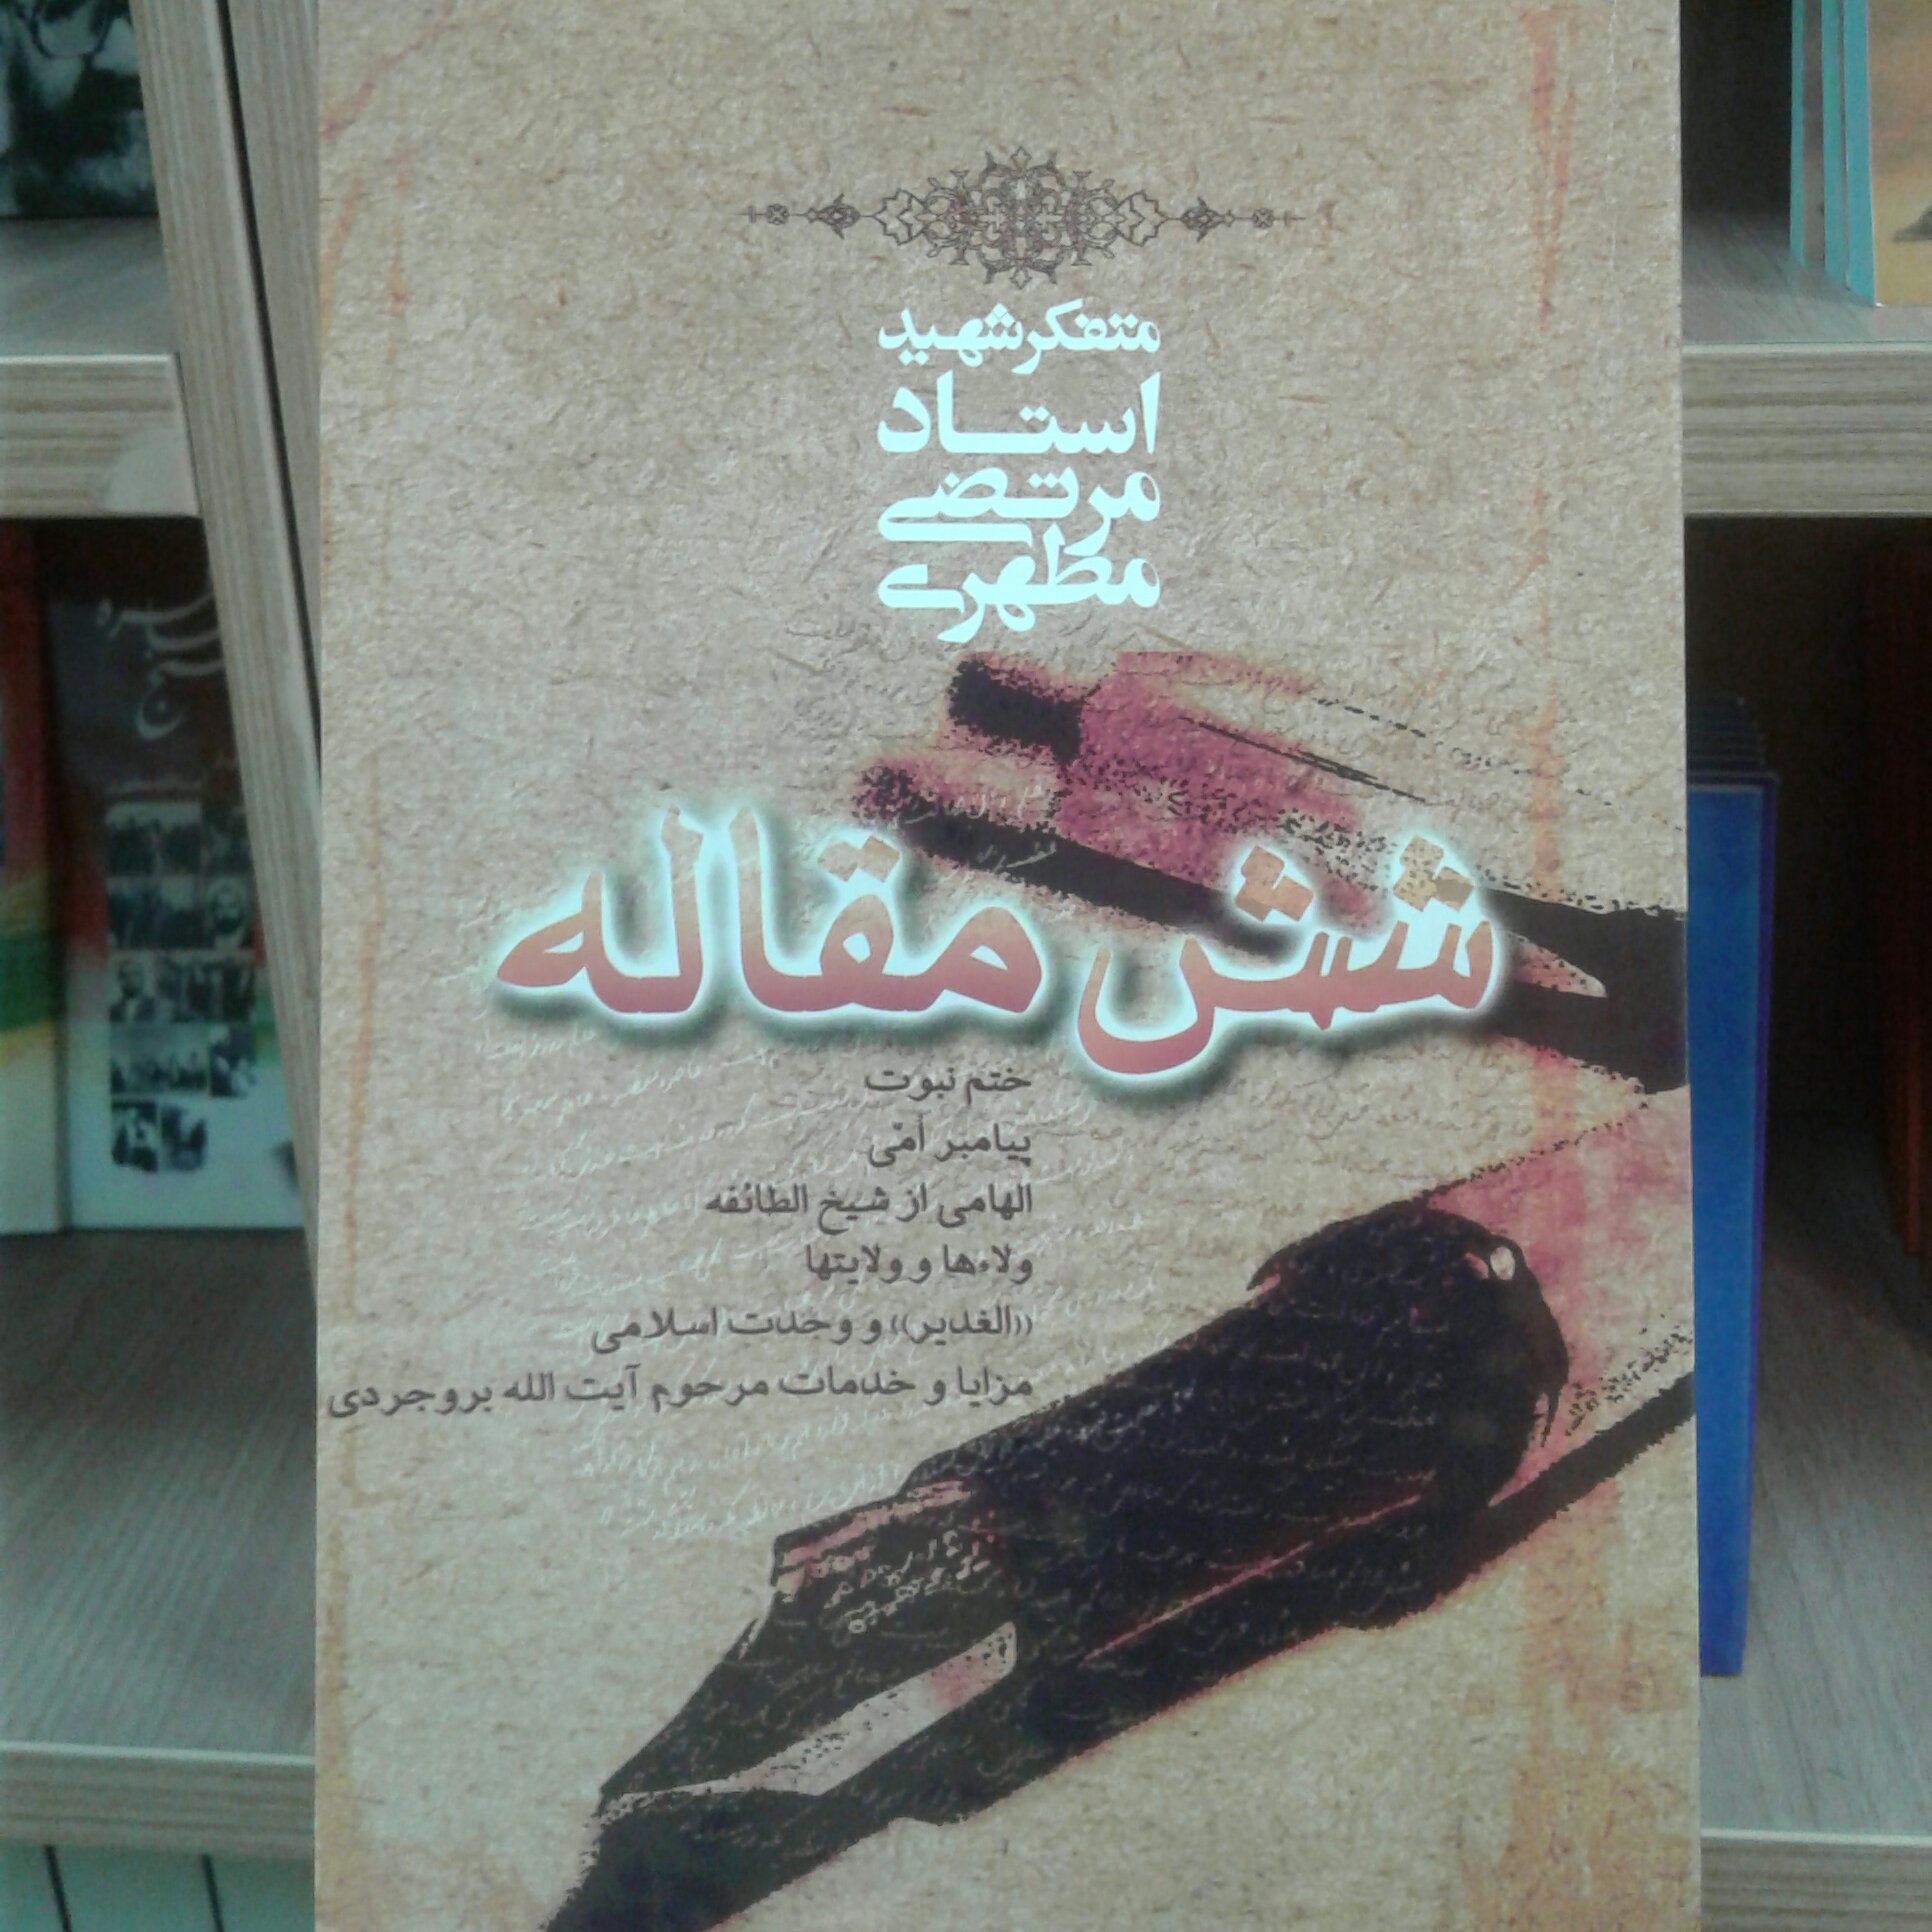 متفکر شهید
استاد
مرتضی
مطهری
شش مقاله
ختم نبوت
پیامبر امّی
الهامی از شیخ الطائفه
ولاءها و ولایتها
((الغدیر)) و وحدت اسلامی
مزایا و خدمات مرحوم آیت الله بروجردی